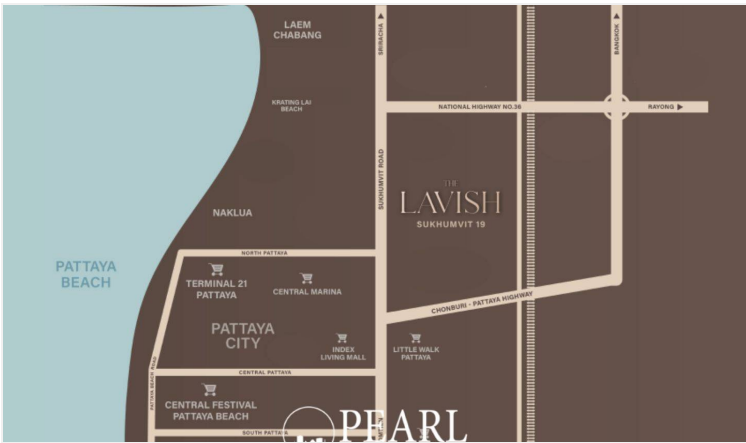 LAEM
CHABANG
SRIRACHA
BANGKOK
KRATING LAI
BEACH
NATIONAL HIGHWAY NO.36
RAYONG
SUKHUMVIT ROAD
THE
LAVISH
SUKHUMVIT 19
NAKLUA
NORTH PATTAYA
PATTAYA
BEACH
TERMINAL 21
PATTAYA
CENTRAL MARINA
CHONBURI - PATTAYA HIGHWAY
PATTAYA
CITY
INDEX
LIVING MALL
LITTLE WALK
PATTAYA
PATTAYA BEACH ROAD
CENTRAL PATTAYA
CENTRAL FESTIVAL
PATTAYA BEACH
SOUTH PATTAYA
PEARL